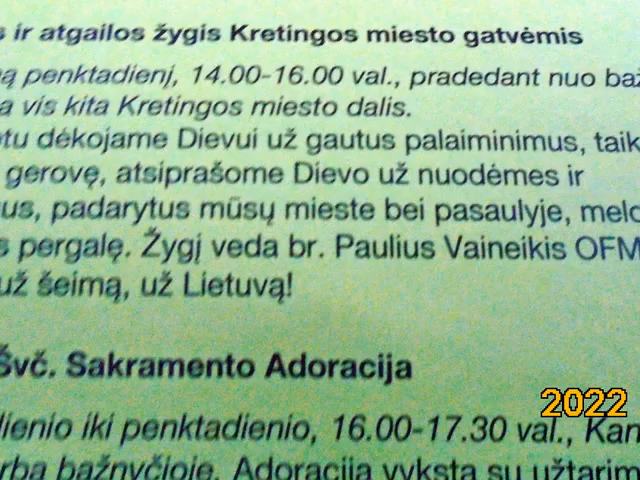 ir atgailos žygis Kretingos miesto gatvėmis
penktadienį, 14.00-16.00 val., pradedant nuo
vis kita Kretingos miesto dalis.
dėkojame Dievui už gautus palaiminimus,
gerovę, atsiprašome Dievo už nuodėmes ir
padarytus mūsų mieste bei pasaulyje,
pergalę. Žygį veda br. Paulius Vaineikis OFM
už šeimą, už Lietuvą!
Švč. Sakramento Adoracija
2022
iki penktadienio, 16.00-17.30 val.,
bažnyčioje. Adoracija vyksta su